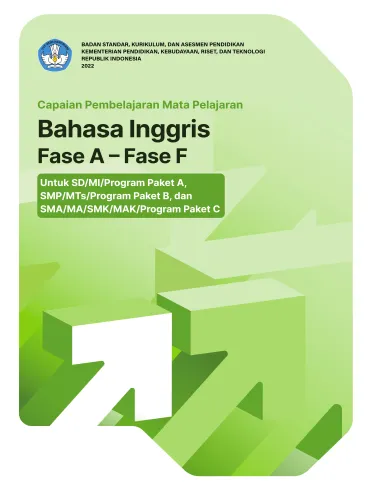 BADAN STANDAR, KURIKULUM, DAN ASESMEN PENDIDIKAN
KEMENTERIAN PENDIDIKAN, KEBUDAYAAN, RISET, DAN TEKNOLOGI
REPUBLIK INDONESIA
2022
Capaian Pembelajaran Mata Pelajaran
Bahasa Inggris
Fase A – Fase F
Untuk SD/MI/Program Paket A,
SMP/MTs/Program Paket B, dan
SMA/MA/SMK/MAK/Program Paket C